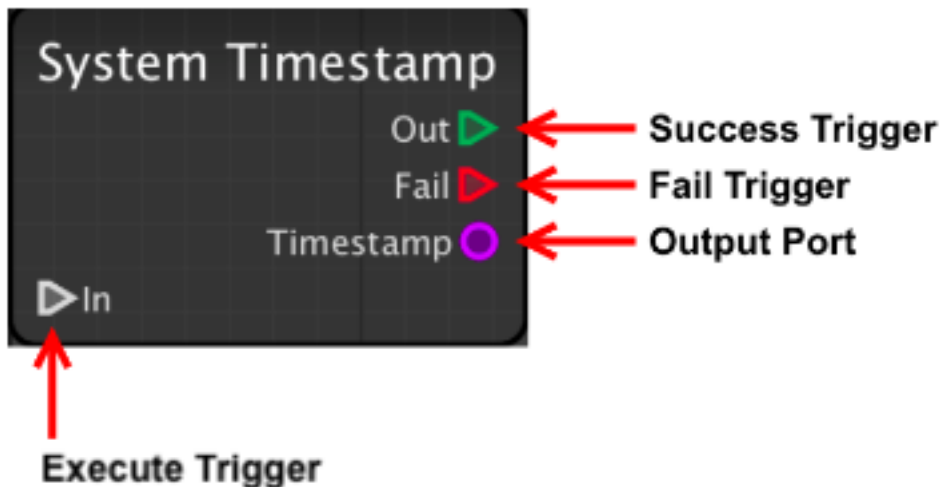 System Timestamp
Out Success Trigger
Fail Fail Trigger
Timestamp Output Port
In
Execute Trigger